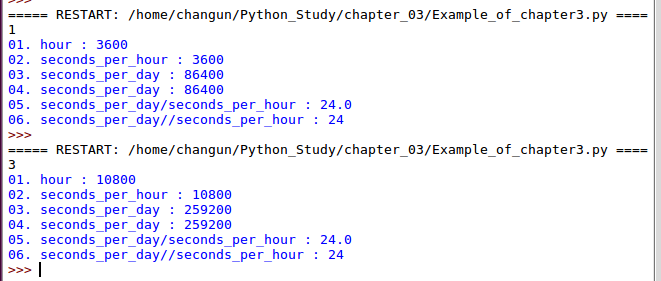 >>>
===== RESTART: /home/changun/Python_Study/chapter_03/Example_of_chapter3.py ====
1
01. hour : 3600
02. seconds_per_hour : 3600
03. seconds_per_day : 86400
04. seconds_per_day : 86400
05. seconds_per_day/seconds_per_hour : 24.0
06. seconds_per_day//seconds_per_hour : 24
>>>
===== RESTART: /home/changun/Python_Study/chapter_03/Example_of_chapter3.py ====
3
01. hour : 10800
02. seconds_per_hour : 10800
03. seconds_per_day : 259200
04. seconds_per_day : 259200
05. seconds_per_day/seconds_per_hour : 24.0
06. seconds_per_day//seconds_per_hour : 24
>>>